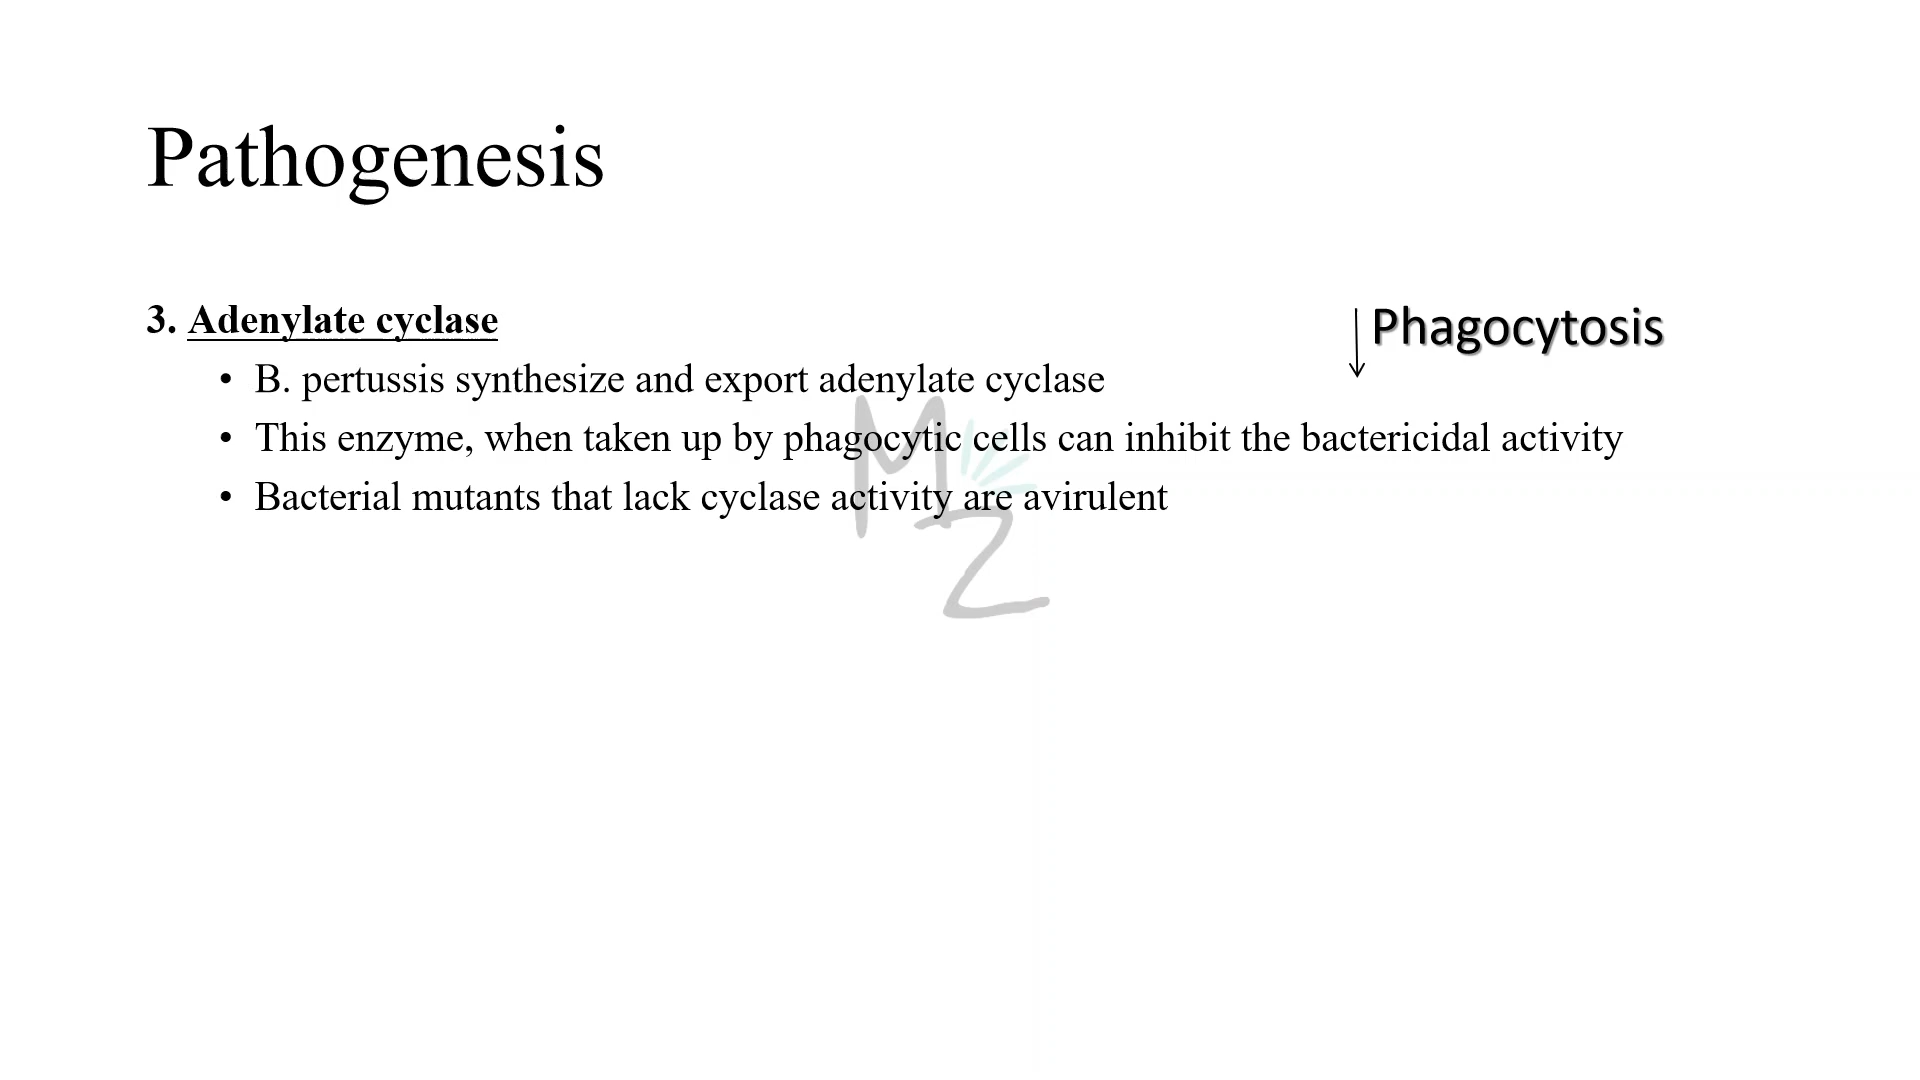 Pathogenesis
3. Adenylate cyclase
↓ Phagocytosis
• B. pertussis synthesize and export adenylate cyclase
• This enzyme, when taken up by phagocytic cells can inhibit the bactericidal activity
• Bacterial mutants that lack cyclase activity are avirulent
MZ